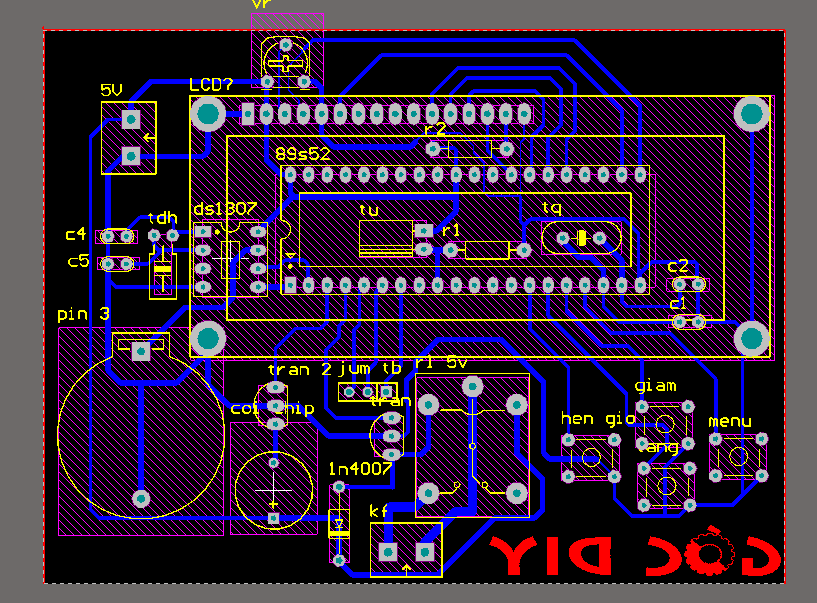 vr
5V
LCD?
r2
89s52
ds1307
tdh
tu
tq
c4
r1
c5
c2
c1
pin 3
tran 2
jum
tb
r1 5v
tran
giam
coi chip
hen gio
menu
tang
1n4007
kf
GÓC DIY